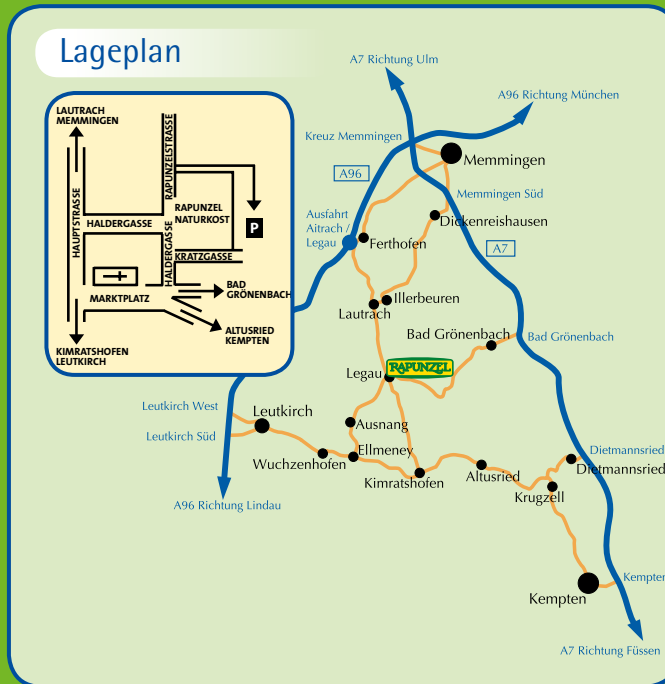 Lageplan
A7 Richtung Ulm
A96 Richtung München
LAUTRACH
MEMMINGEN
HAUPTSTRASSE
HALDERGASSE
RAPUNZELSTRASSE
RAPUNZEL
NATURKOST
P
HALDERGASSE
KRATZGASSE
MARKTPLATZ
BAD
GRÖNENBACH
ALTUSRIED
KEMPTEN
KIMRATSHOFEN
LEUTKIRCH
Kreuz Memmingen
Memmingen
A96
Memmingen Süd
Ausfahrt
Aitrach /
Legau
Dickenreishausen
Ferthofen
A7
Illerbeuren
Lautrach
Bad Grönenbach
Bad Grönenbach
Legau
RAPUNZEL
Leutkirch West
Leutkirch
Leutkirch Süd
Ausnang
Ellmeney
Wuchzenhofen
Kimratshofen
Altusried
Dietmannsried
Dietmannsried
Krugzell
A96 Richtung Lindau
Kempten
Kempten
A7 Richtung Füssen